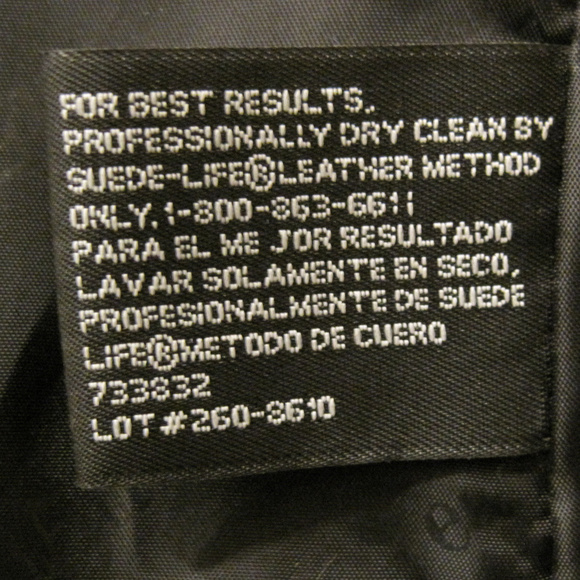 FOR BEST RESULTS,
PROFESSIONALLY DRY CLEAN BY
SUEDE-LIFE®LEATHER METHOD
ONLY.1-800-863-6611
PARA EL ME JOR RESULTADO
LAVAR SOLAMENTE EN SECO,
PROFESIONALMENTE DE SUEDE
LIFE®METODO DE CUERO
733832
LOT#260-8610